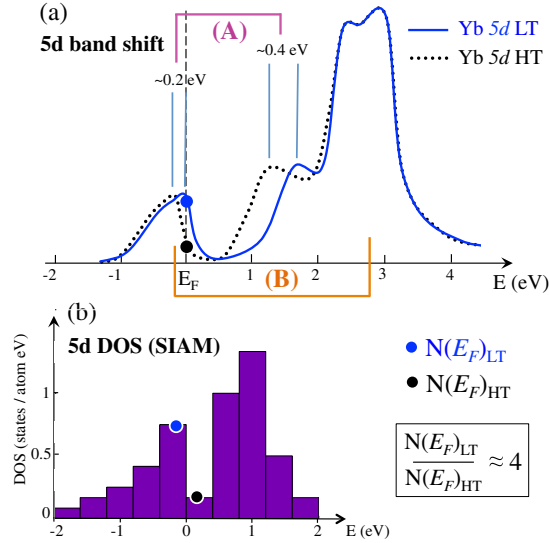 (a)
(A)
5d band shift
Yb 5d LT
Yb 5d HT
~0.2 eV
~0.4 eV
-2 -1 0 1 2 3 4 E (eV)
E_F
(B)
(b)
5d DOS (SIAM)
DOS (states / atom eV)
1
0.5
0
-2 -1 0 1 2 E (eV)
N(E_F)_LT
N(E_F)_HT
N(E_F)_LT
N(E_F)_HT
≈ 4